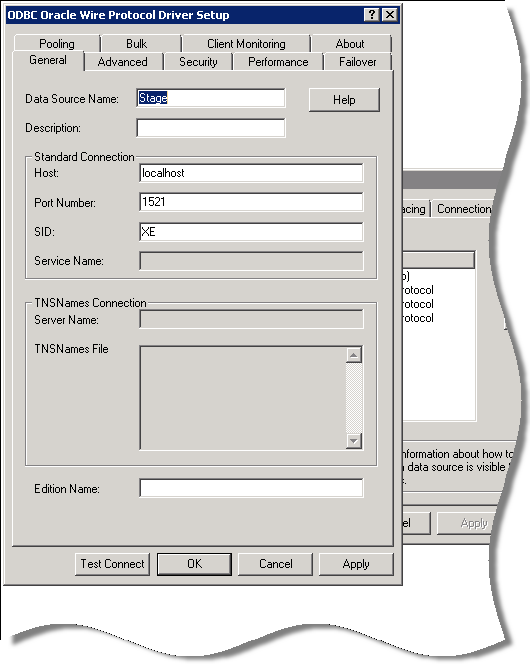 ODBC Oracle Wire Protocol Driver Setup
Pooling Bulk Client Monitoring About
General Advanced Security Performance Failover
Data Source Name: Stage Help
Description:
Standard Connection
Host: localhost
Port Number: 1521
SID: XE
Service Name:
TNSNames Connection
Server Name:
TNSNames File
Edition Name:
Test Connect OK Cancel Apply
acing Connection
rotocol
rotocol
rotocol
nformation about how to
data source is visible
el Apply